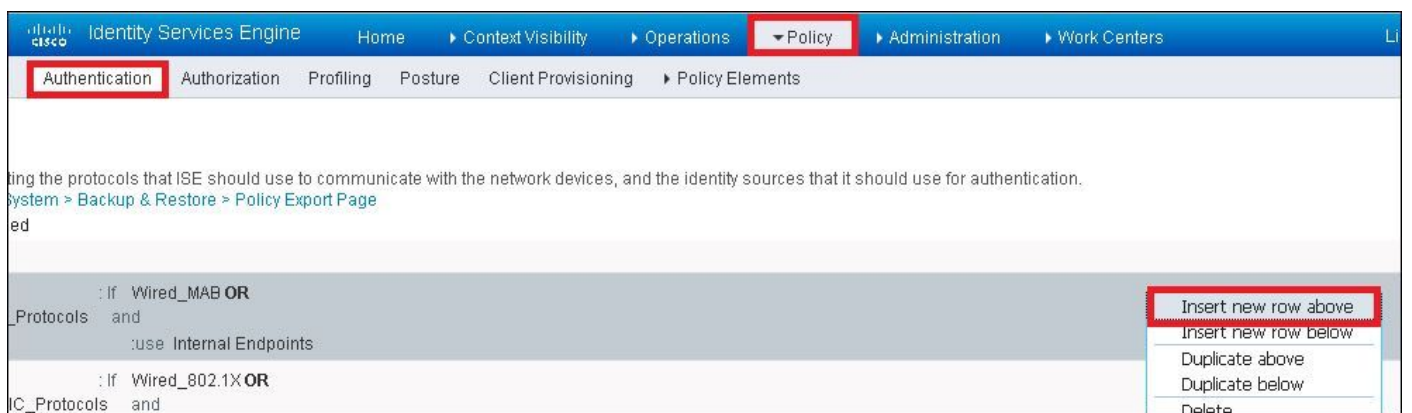 cisco Identity Services Engine Home Context Visibility Operations Policy Administration Work Centers Li
Authentication Authorization Profiling Posture Client Provisioning Policy Elements
ting the protocols that ISE should use to communicate with the network devices, and the identity sources that it should use for authentication.
System > Backup & Restore > Policy Export Page
ed
: If Wired_MAB OR
_Protocols and
:use Internal Endpoints
: If Wired_802.1X OR
IC_Protocols and
Insert new row above
Insert new row below
Duplicate above
Duplicate below
Delete